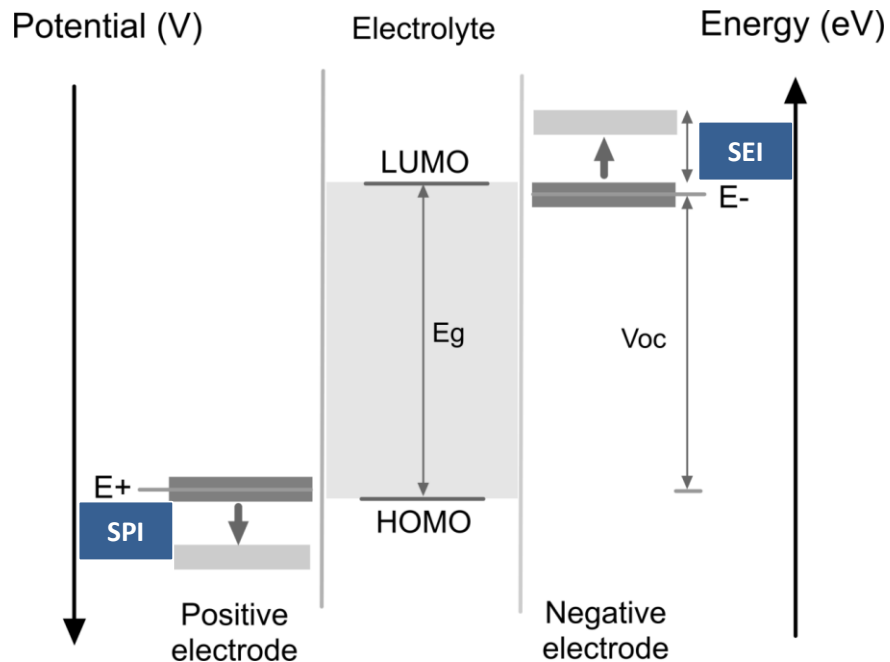 Potential (V)
Electrolyte
Energy (eV)
LUMO
SEI
E-
Eg
Voc
E+
SPI
HOMO
Positive
electrode
Negative
electrode